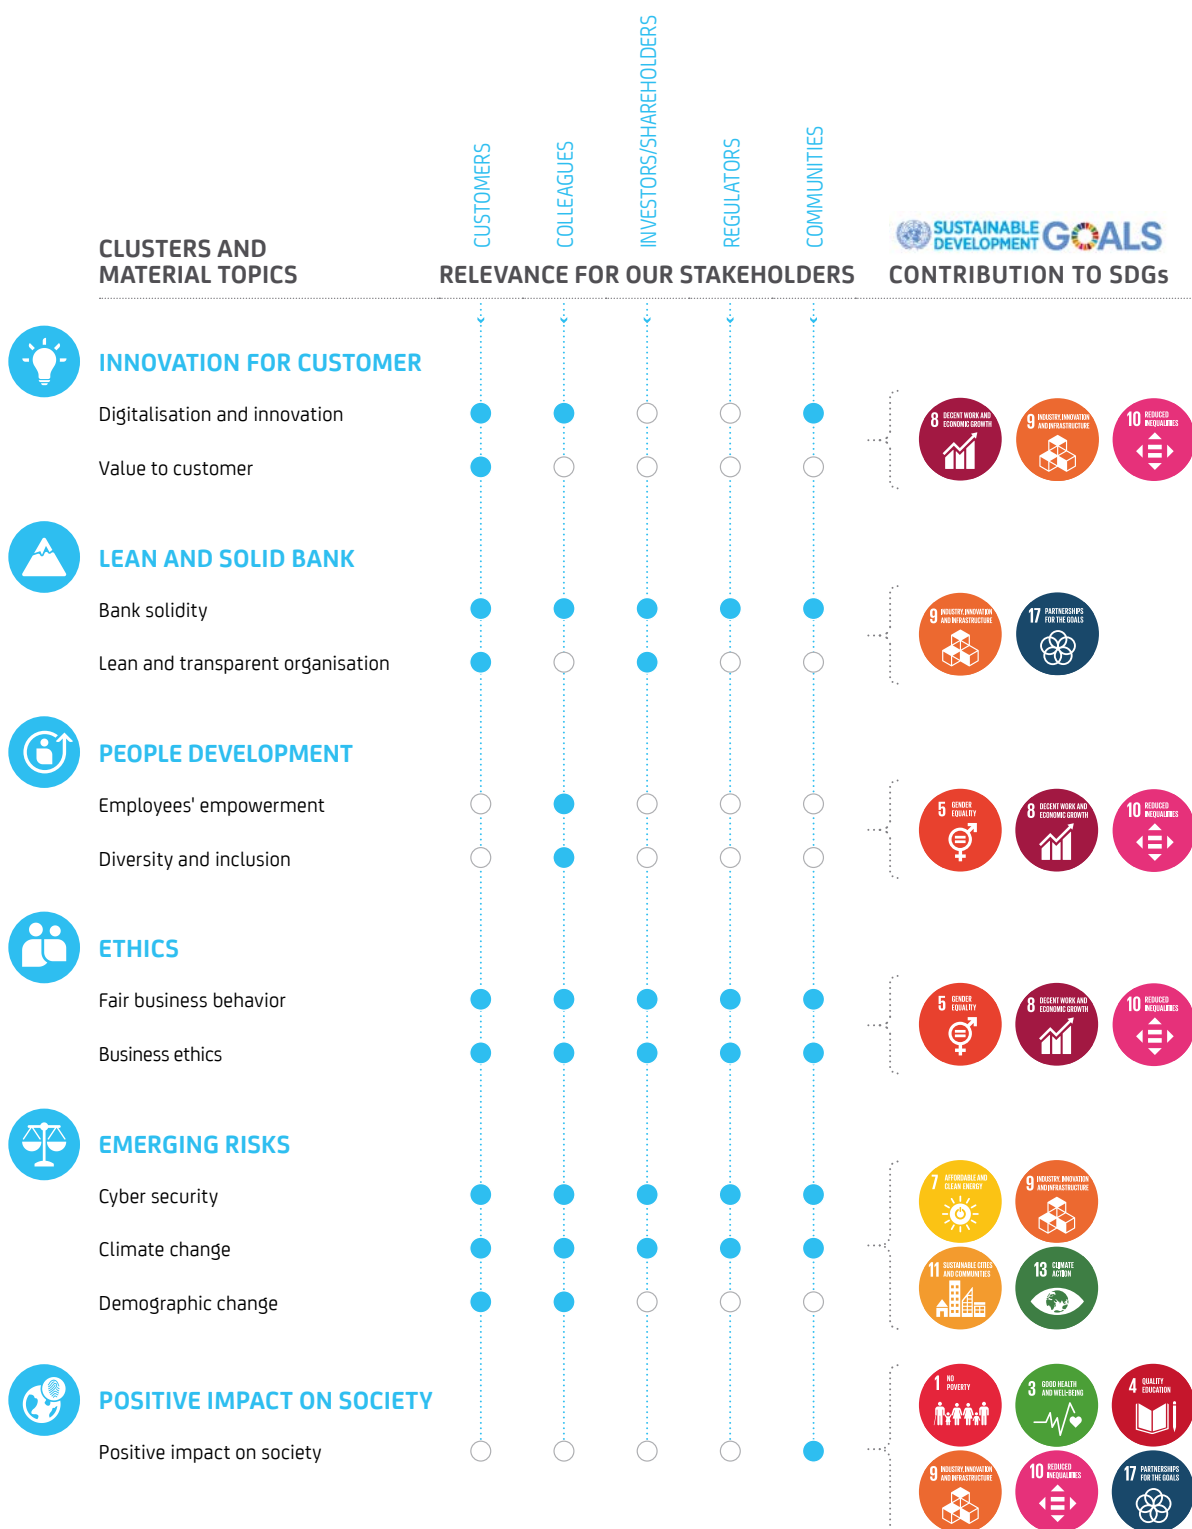 CUSTOMERS
COLLEAGUES
INVESTORS/SHAREHOLDERS
REGULATORS
COMMUNITIES
SUSTAINABLE
DEVELOPMENT
GOALS
CLUSTERS AND
MATERIAL TOPICS
RELEVANCE FOR OUR STAKEHOLDERS
CONTRIBUTION TO SDGs
INNOVATION FOR CUSTOMER
Digitalisation and innovation
Value to customer
8 DECENT WORK AND
ECONOMIC GROWTH
9 INDUSTRY, INNOVATION
AND INFRASTRUCTURE
10 REDUCED
INEQUALITIES
LEAN AND SOLID BANK
Bank solidity
Lean and transparent organisation
9 INDUSTRY, INNOVATION
AND INFRASTRUCTURE
17 PARTNERSHIPS
FOR THE GOALS
PEOPLE DEVELOPMENT
Employees' empowerment
Diversity and inclusion
5 GENDER
EQUALITY
8 DECENT WORK AND
ECONOMIC GROWTH
10 REDUCED
INEQUALITIES
ETHICS
Fair business behavior
Business ethics
5 GENDER
EQUALITY
8 DECENT WORK AND
ECONOMIC GROWTH
10 REDUCED
INEQUALITIES
EMERGING RISKS
Cyber security
Climate change
Demographic change
7 AFFORDABLE AND
CLEAN ENERGY
9 INDUSTRY, INNOVATION
AND INFRASTRUCTURE
11 SUSTAINABLE CITIES
AND COMMUNITIES
13 CLIMATE
ACTION
POSITIVE IMPACT ON SOCIETY
Positive impact on society
1 NO
POVERTY
3 GOOD HEALTH
AND WELL-BEING
4 QUALITY
EDUCATION
9 INDUSTRY, INNOVATION
AND INFRASTRUCTURE
10 REDUCED
INEQUALITIES
17 PARTNERSHIPS
FOR THE GOALS